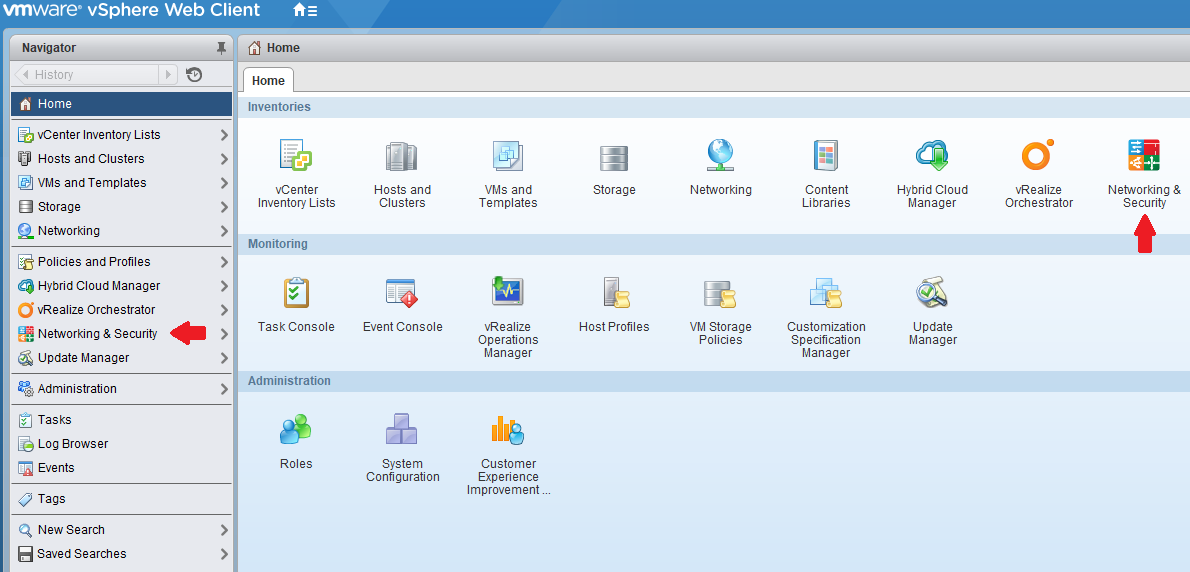 vmware® vSphere Web Client
Navigator
History
Home
vCenter Inventory Lists
Hosts and Clusters
VMs and Templates
Storage
Networking
Policies and Profiles
Hybrid Cloud Manager
vRealize Orchestrator
Networking & Security
Update Manager
Administration
Tasks
Log Browser
Events
Tags
New Search
Saved Searches
Home
Home
Inventories
vCenter
Inventory Lists
Hosts and
Clusters
VMs and
Templates
Storage
Networking
Content
Libraries
Hybrid Cloud
Manager
vRealize
Orchestrator
Networking &
Security
Monitoring
Task Console
Event Console
vRealize
Operations
Manager
Host Profiles
VM Storage
Policies
Customization
Specification
Manager
Update
Manager
Administration
Roles
System
Configuration
Customer
Experience
Improvement ...